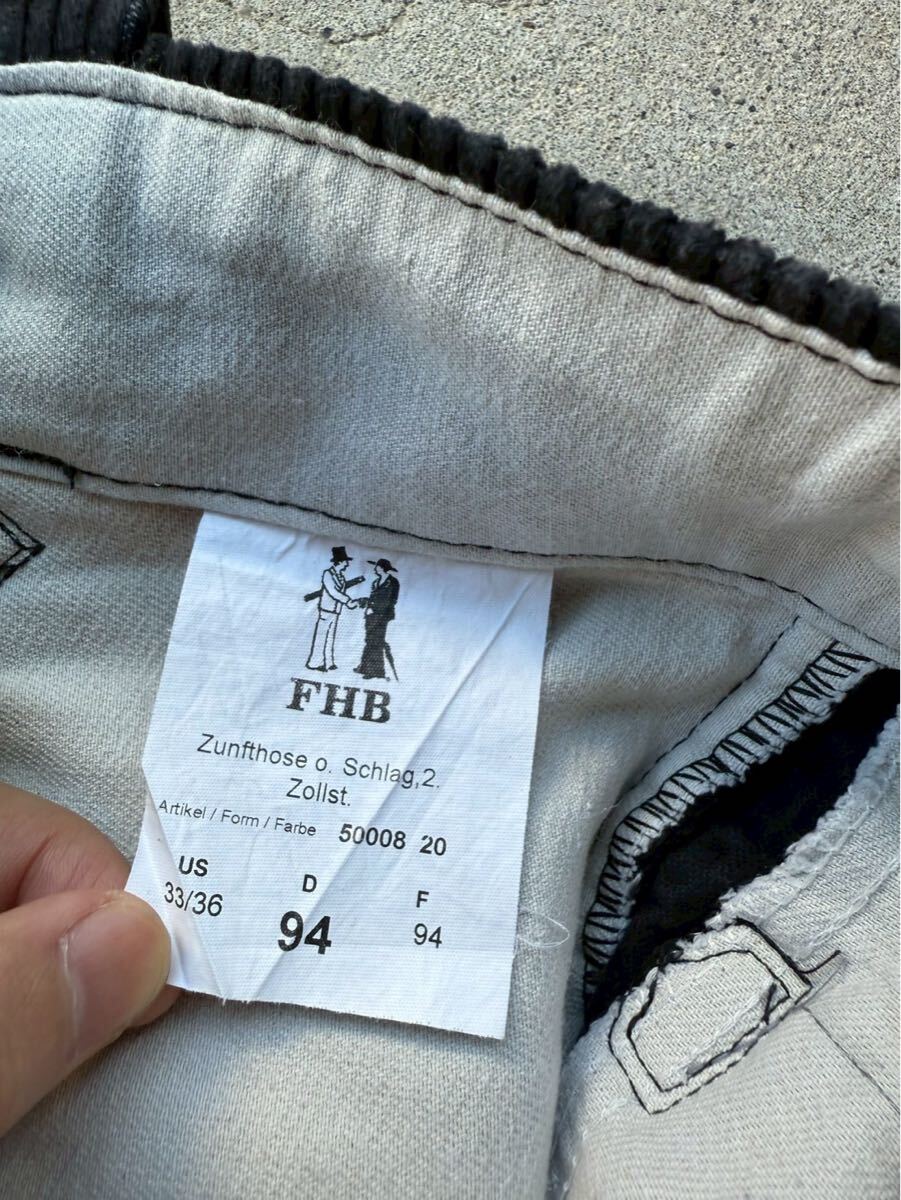 FHB
Zunfthose o. Schlag,2.
Zollst.
Artikel / Form / Farbe 50008 20
US D F
33/36 94 94